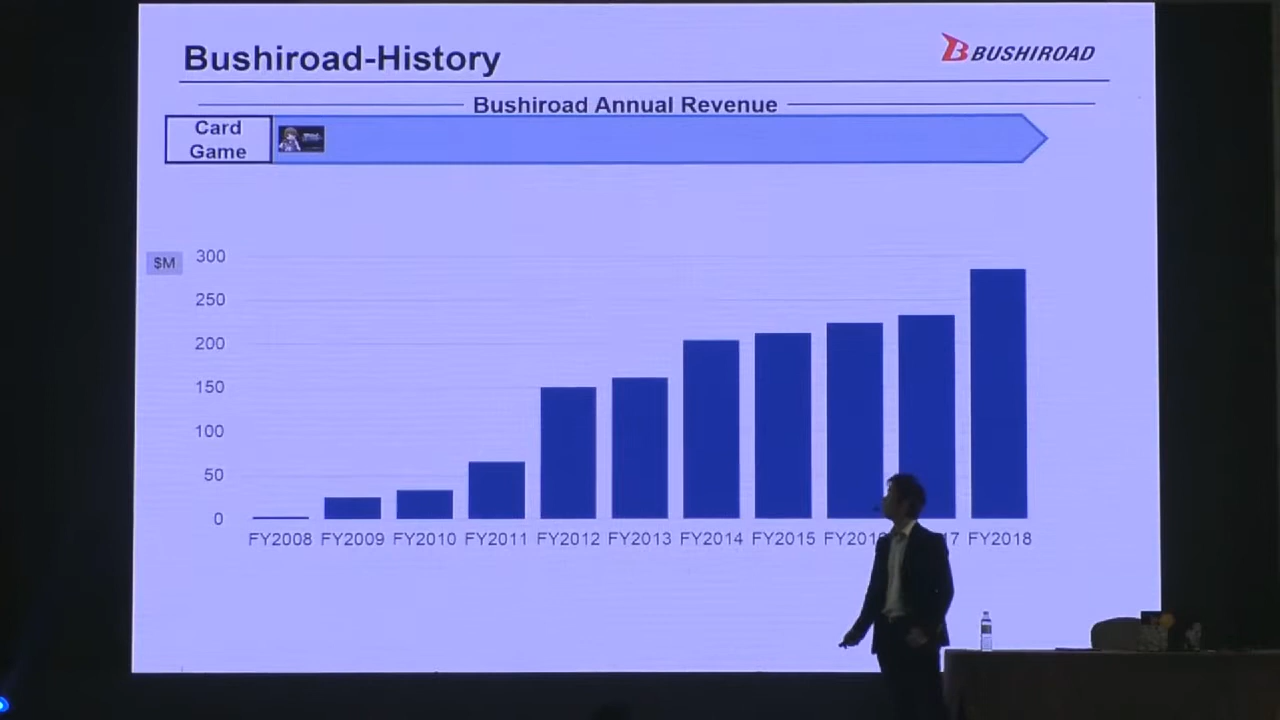 Bushiroad-History
BUSHIROAD
Bushiroad Annual Revenue
Card
Game
$M
300
250
200
150
100
50
0
FY2008 FY2009 FY2010 FY2011 FY2012 FY2013 FY2014 FY2015 FY2016 17 FY2018